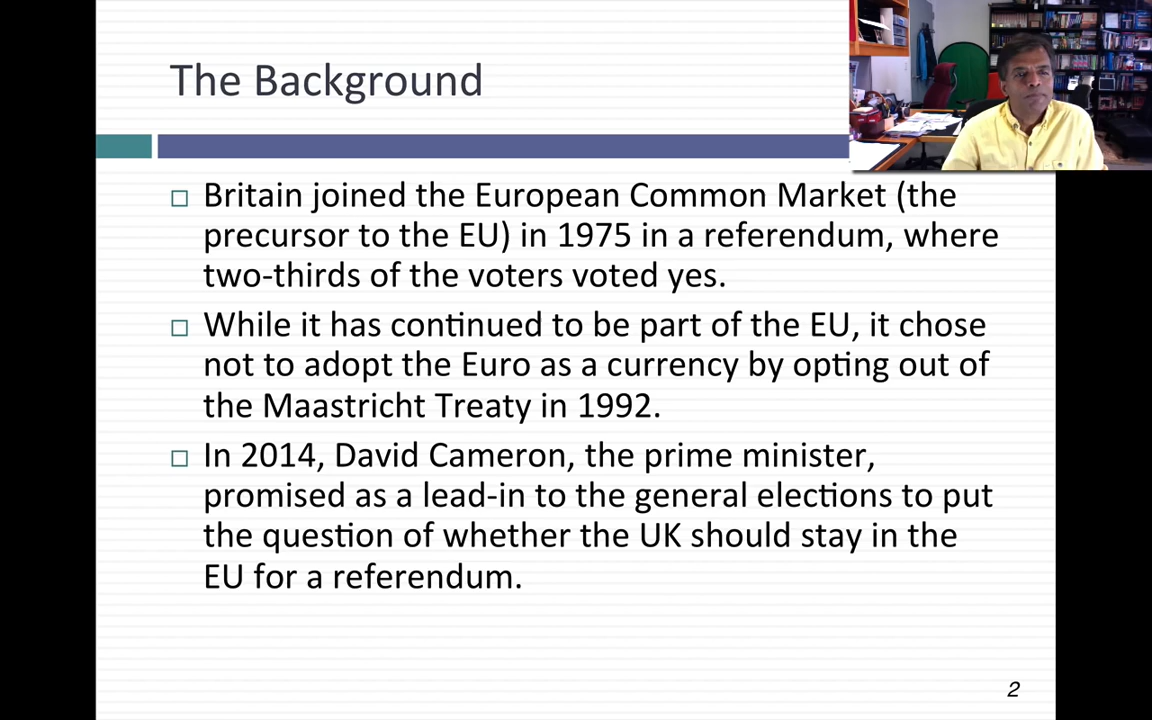 The Background
Britain joined the European Common Market (the
precursor to the EU) in 1975 in a referendum, where
two-thirds of the voters voted yes.
While it has continued to be part of the EU, it chose
not to adopt the Euro as a currency by opting out of
the Maastricht Treaty in 1992.
In 2014, David Cameron, the prime minister,
promised as a lead-in to the general elections to put
the question of whether the UK should stay in the
EU for a referendum.
2